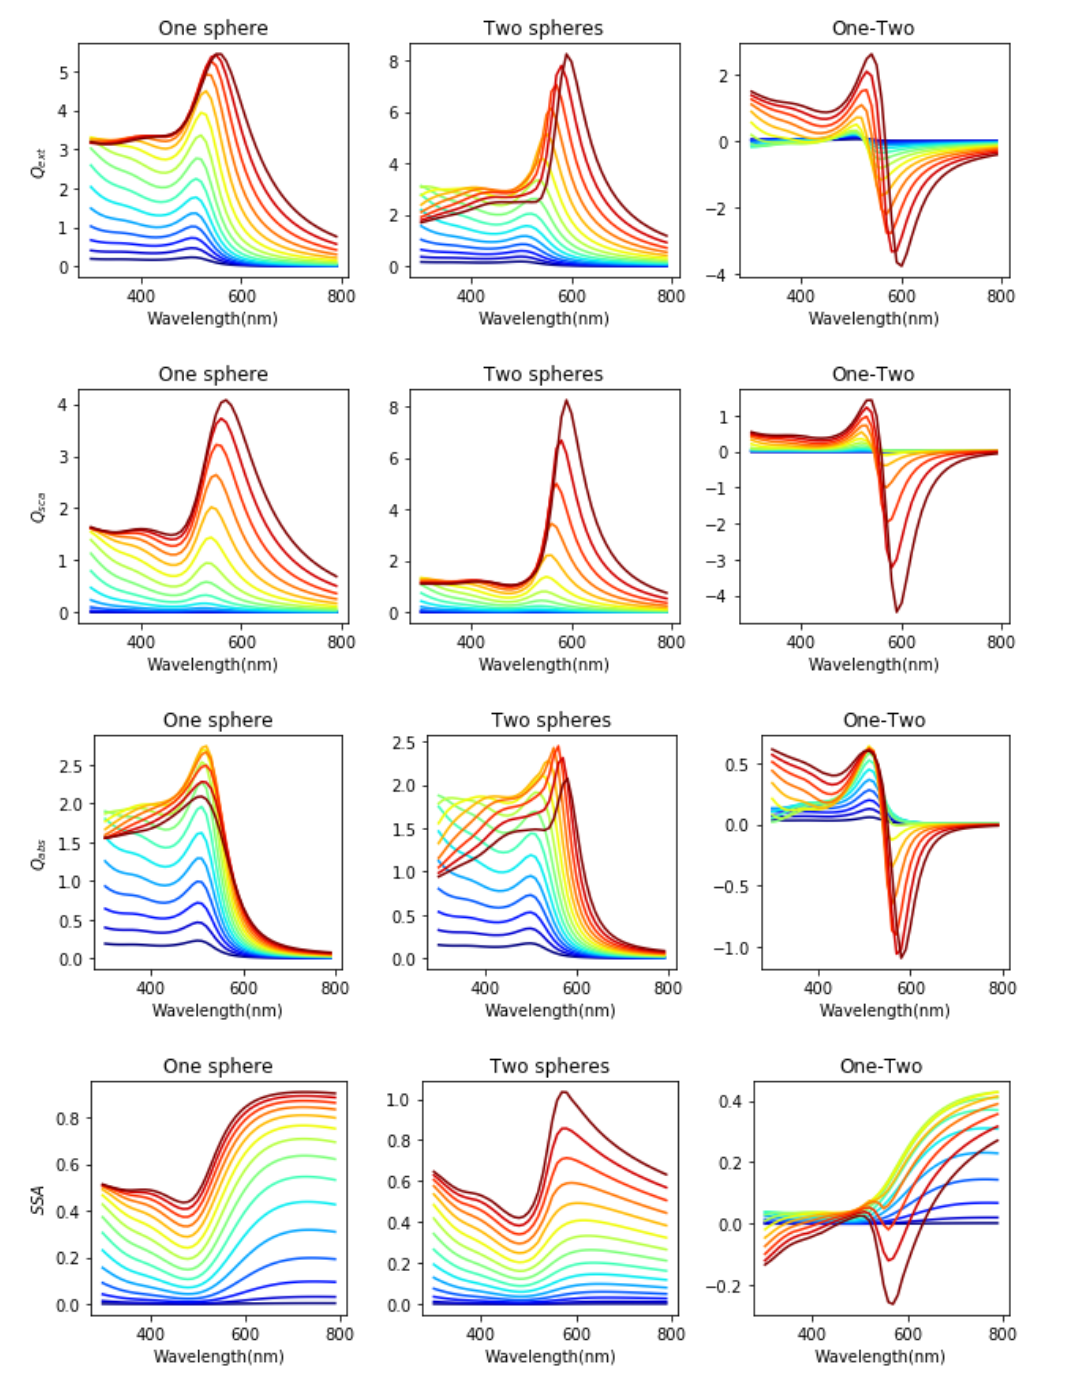 One sphere Two spheres One-Two
5 4 3 2 1 0
Q_ext
8 6 4 2 0
2 0 −2 −4
400 600 800 400 600 800 400 600 800
Wavelength(nm) Wavelength(nm) Wavelength(nm)
One sphere Two spheres One-Two
4 3 2 1 0
Q_sca
8 6 4 2 0
1 0 −1 −2 −3 −4
400 600 800 400 600 800 400 600 800
Wavelength(nm) Wavelength(nm) Wavelength(nm)
One sphere Two spheres One-Two
2.5 2.0 1.5 1.0 0.5 0.0
Q_abs
2.5 2.0 1.5 1.0 0.5 0.0
0.5 0.0 −0.5 −1.0
400 600 800 400 600 800 400 600 800
Wavelength(nm) Wavelength(nm) Wavelength(nm)
One sphere Two spheres One-Two
0.8 0.6 0.4 0.2 0.0
SSA
1.0 0.8 0.6 0.4 0.2 0.0
0.4 0.2 0.0 −0.2
400 600 800 400 600 800 400 600 800
Wavelength(nm) Wavelength(nm) Wavelength(nm)